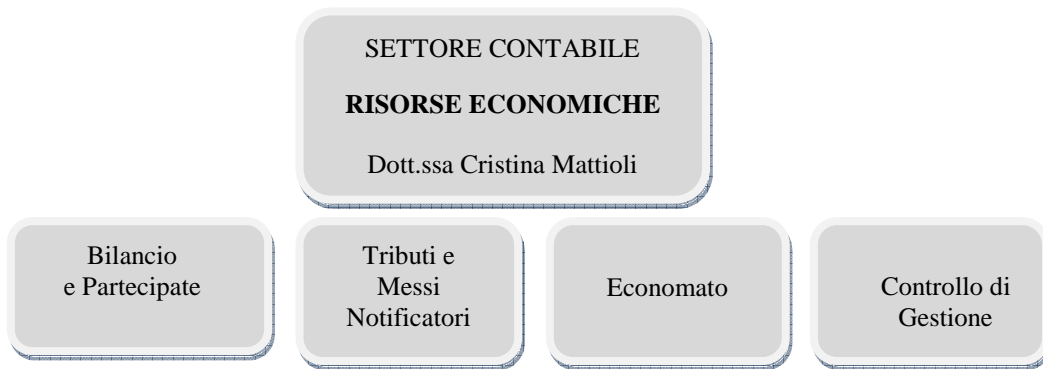 SETTORE CONTABILE
RISORSE ECONOMICHE
Dott.ssa Cristina Mattioli
Bilancio
e Partecipate
Tributi e
Messi
Notificatori
Economato
Controllo di
Gestione